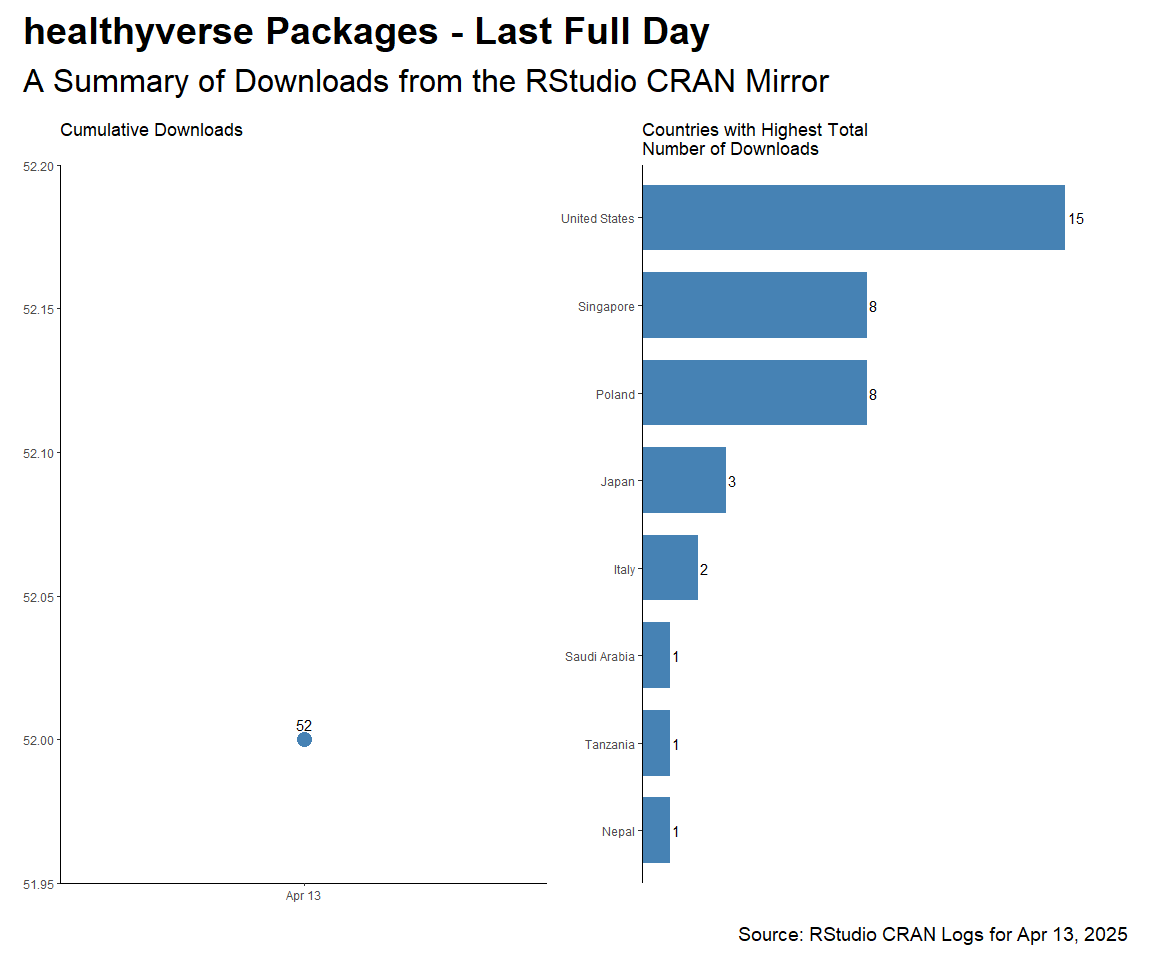 healthyverse Packages - Last Full Day
A Summary of Downloads from the RStudio CRAN Mirror
Cumulative Downloads
52.20
52.15
52.10
52.05
52.00
51.95
52
Apr 13
Countries with Highest Total
Number of Downloads
United States 15
Singapore 8
Poland 8
Japan 3
Italy 2
Saudi Arabia 1
Tanzania 1
Nepal 1
Source: RStudio CRAN Logs for Apr 13, 2025